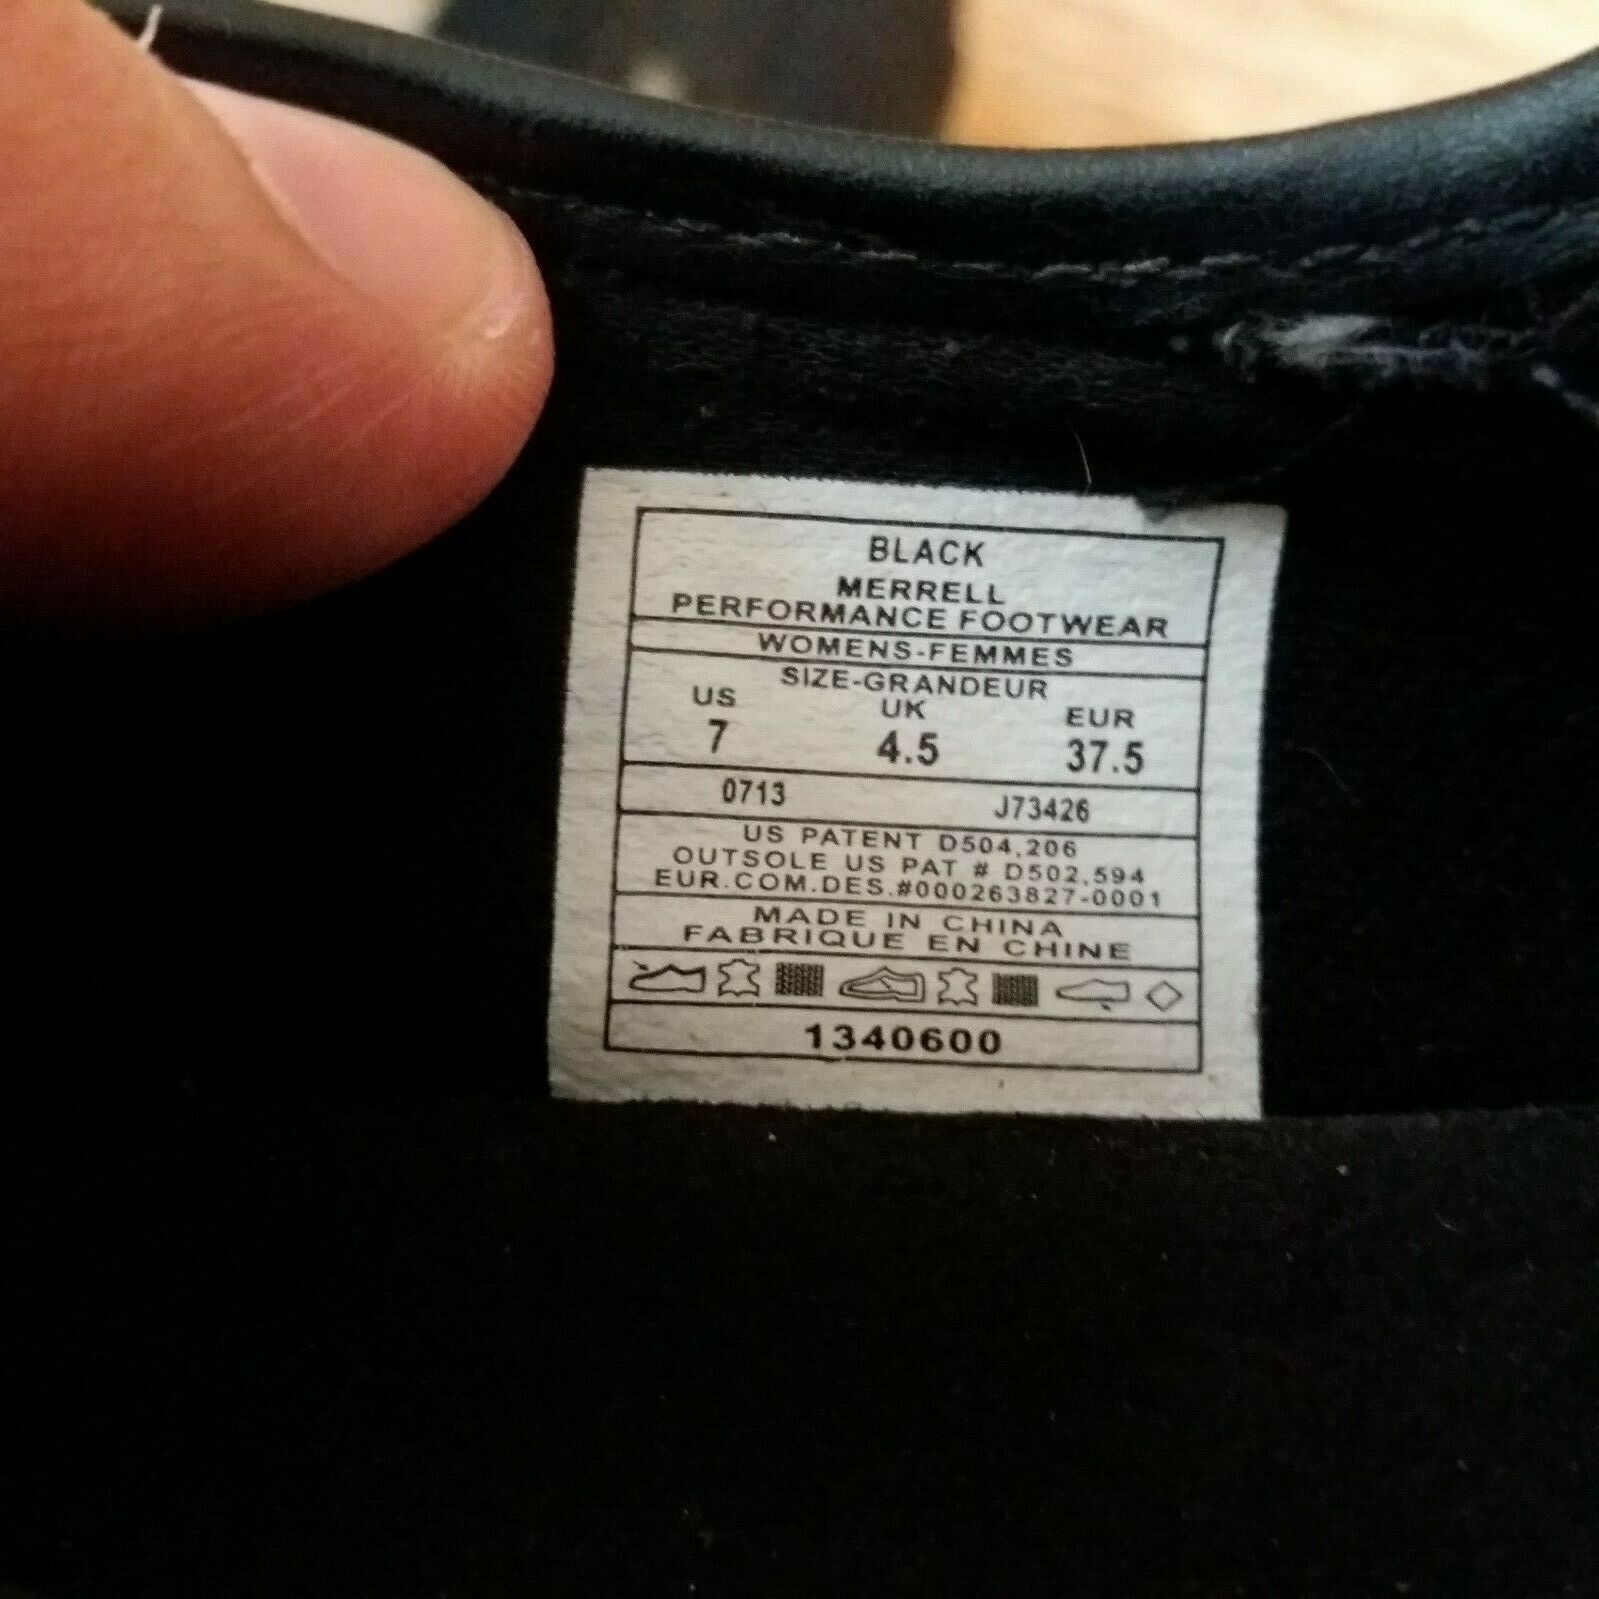 BLACK
MERRELL
PERFORMANCE FOOTWEAR
WOMENS-FEMMES
SIZE-GRANDEUR
US UK EUR
7 4.5 37.5
0713 J73426
US PATENT D504,206
OUTSOLE US PAT # D502,594
EUR.COM.DES.#000263827-0001
MADE IN CHINA
FABRIQUE EN CHINE
1340600